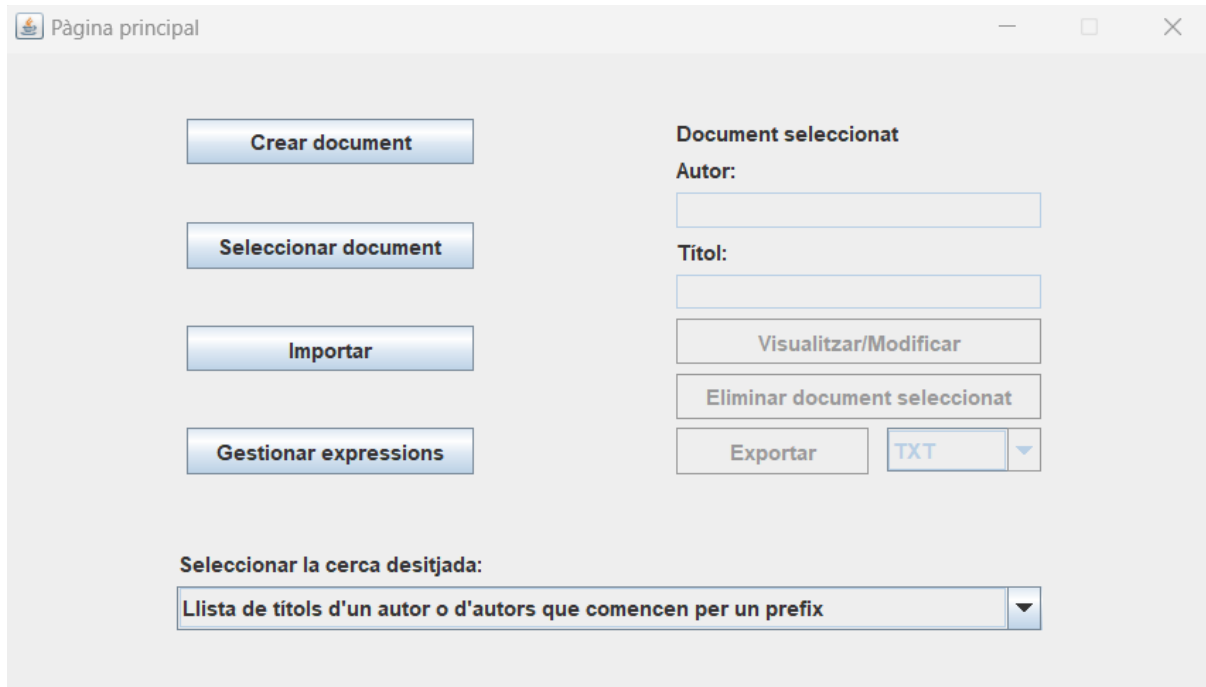 Pàgina principal
Crear document
Seleccionar document
Importar
Gestionar expressions
Document seleccionat
Autor:
Títol:
Visualitzar/Modificar
Eliminar document seleccionat
Exportar
TXT
Seleccionar la cerca desitjada:
Llista de títols d'un autor o d'autors que comencen per un prefix